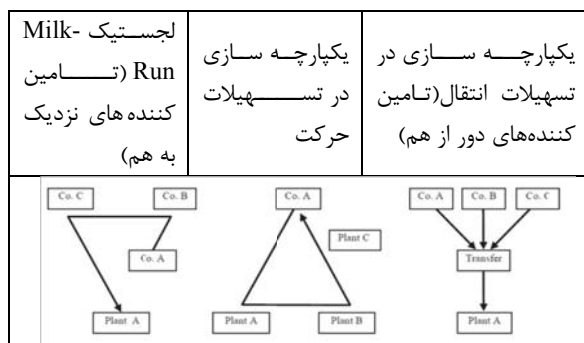 یکپارچه سازی در
تسهیلات انتقال(تامین
کننده‌های دور از هم)
یکپارچه سازی
در تسهیلات
حرکت
لجستیک Milk-
Run (تامین
کننده های نزدیک
به هم)
Co. C
Co. B
Co. A
Plant A
Co. A
Plant C
Plant A
Plant B
Co. A
Co. B
Co. C
Transfer
Plant A